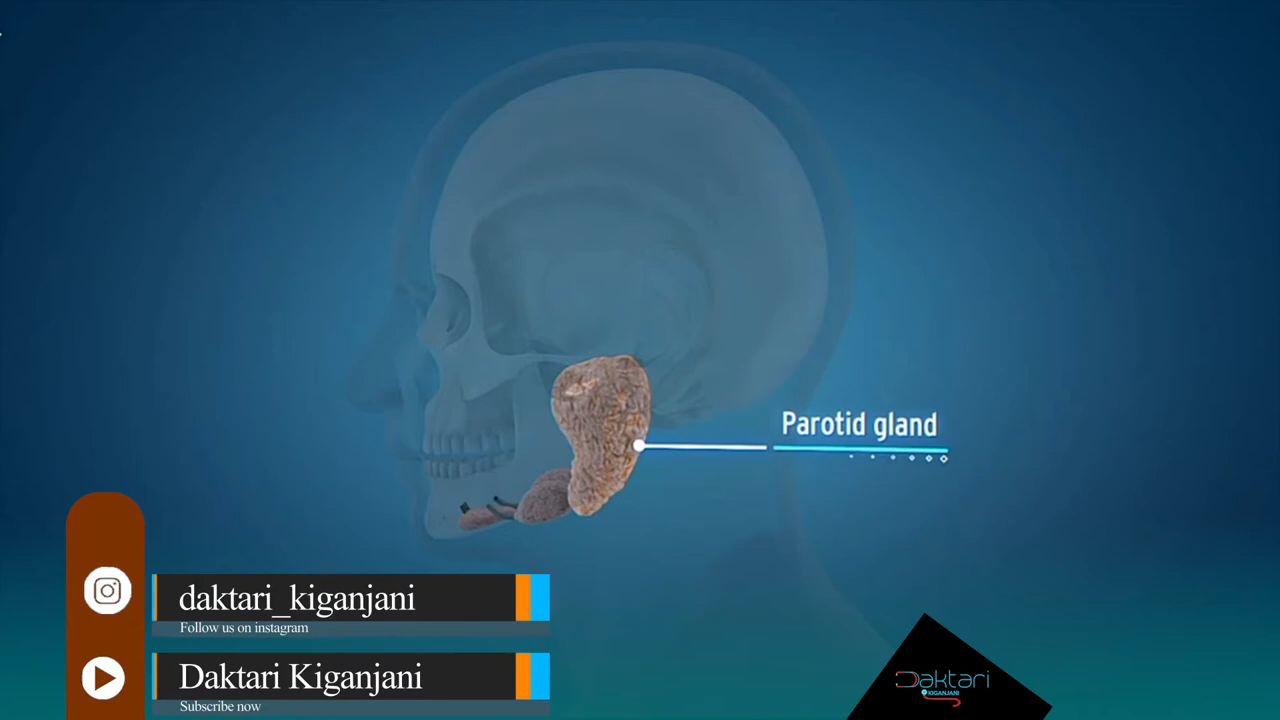 Parotid gland
daktari_kiganjani
Follow us on instagram
Daktari Kiganjani
Subscribe now
Daktari
KIGANJANI